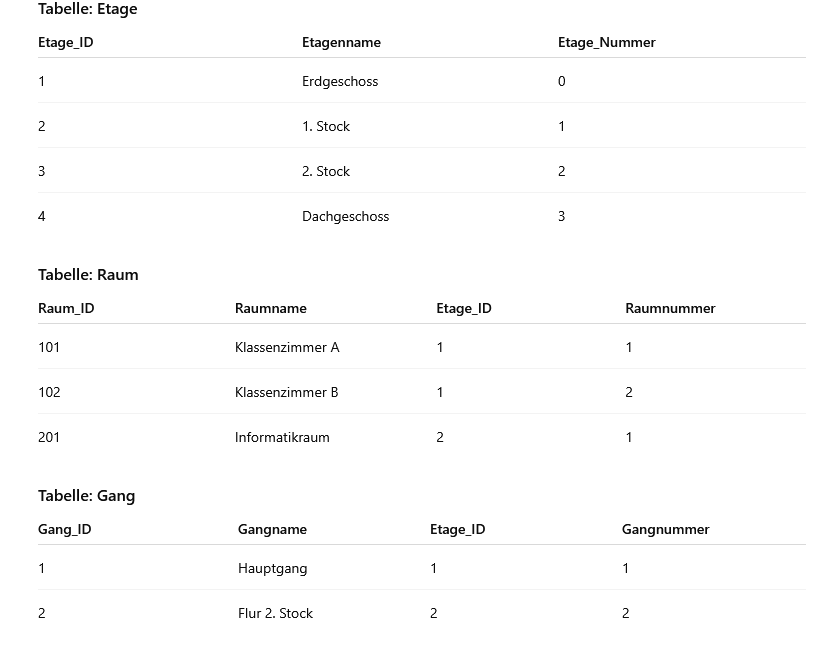 Tabelle: Etage
Etage_ID Etagenname Etage_Nummer
1 Erdgeschoss 0
2 1. Stock 1
3 2. Stock 2
4 Dachgeschoss 3
Tabelle: Raum
Raum_ID Raumname Etage_ID Raumnummer
101 Klassenzimmer A 1 1
102 Klassenzimmer B 1 2
201 Informatikraum 2 1
Tabelle: Gang
Gang_ID Gangname Etage_ID Gangnummer
1 Hauptgang 1 1
2 Flur 2. Stock 2 2